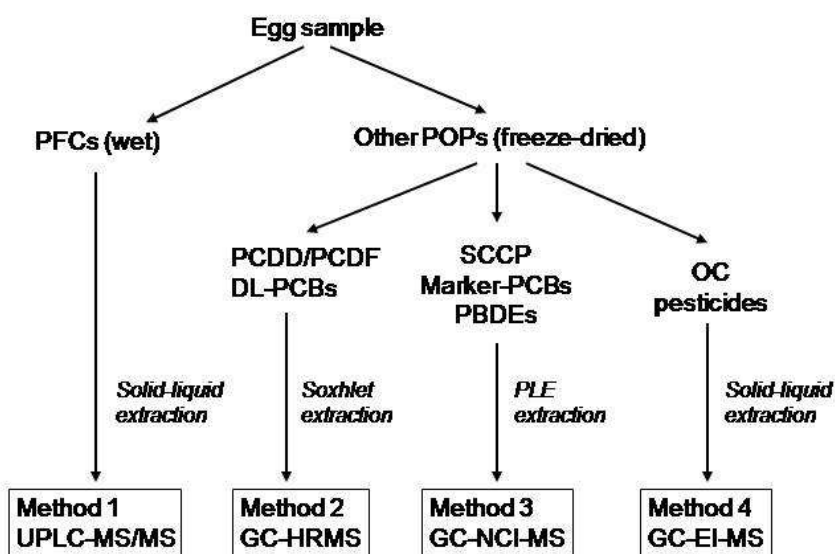 Egg sample
PFCs (wet)
Other POPs (freeze-dried)
PCDD/PCDF
DL-PCBs
SCCP
Marker-PCBs
PBDEs
OC
pesticides
Solid-liquid
extraction
Soxhlet
extraction
PLE
extraction
Solid-liquid
extraction
Method 1
UPLC-MS/MS
Method 2
GC-HRMS
Method 3
GC-NCI-MS
Method 4
GC-EI-MS